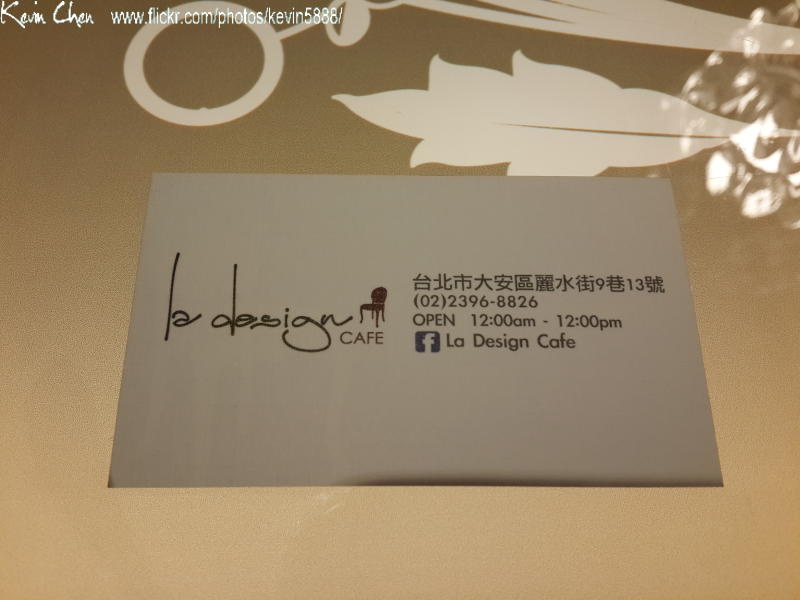 Kevin Chen www.flickr.com/photos/kevin5888/
la design
CAFE
台北市大安區麗水街9巷13號
(02)2396-8826
OPEN 12:00am - 12:00pm
La Design Cafe